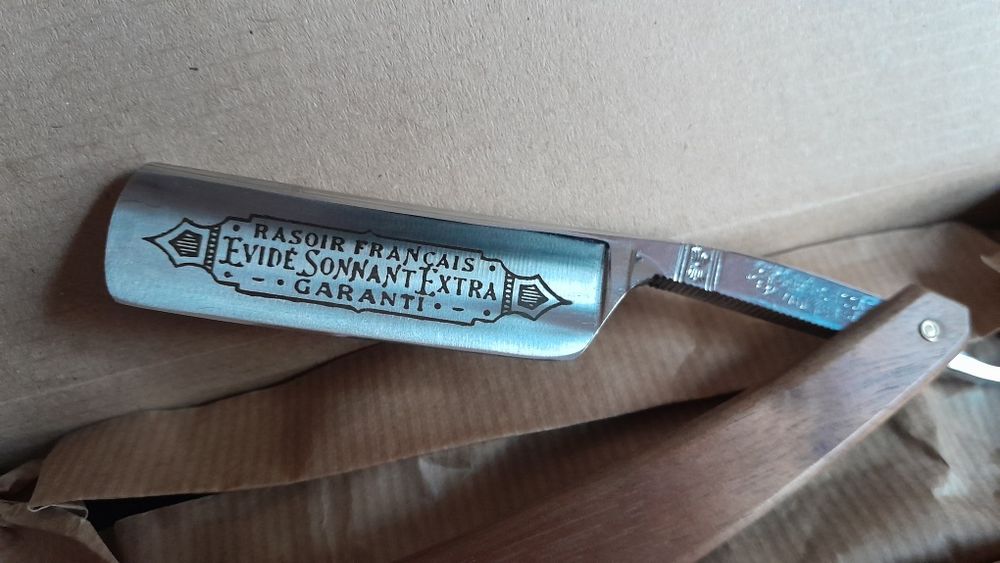 RASOIR FRANÇAIS
EVIDÉ SONNANT EXTRA
GARANTI